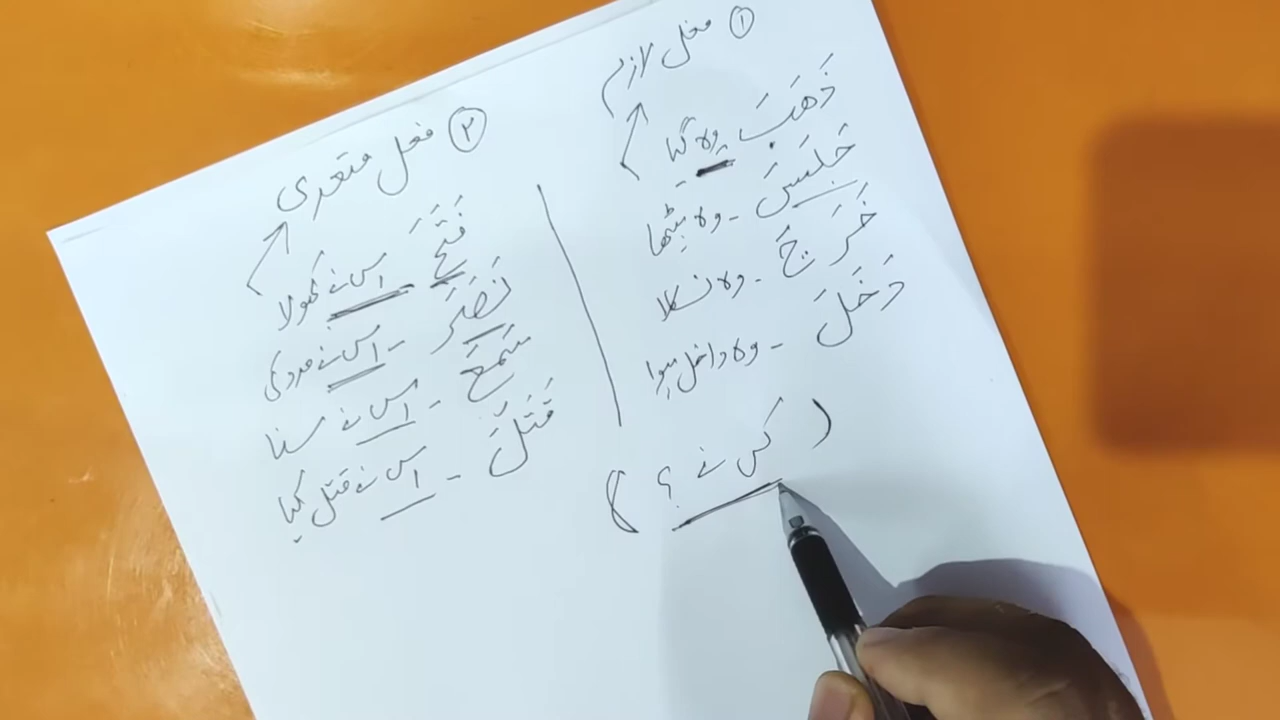 ① فعل لازم
ذَهَبَ وہ گیا
جَلَسَ - وہ بیٹھا
خَرَجَ - وہ نکلا
دَخَلَ - وہ داخل ہوا
( کس نے ؟ )
② فعل متعدی
فَتَحَ - اس نے کھولا
نَصَرَ - اس نے مدد کی
سَمِعَ - اس نے سنا
قَتَلَ - اس نے قتل کیا